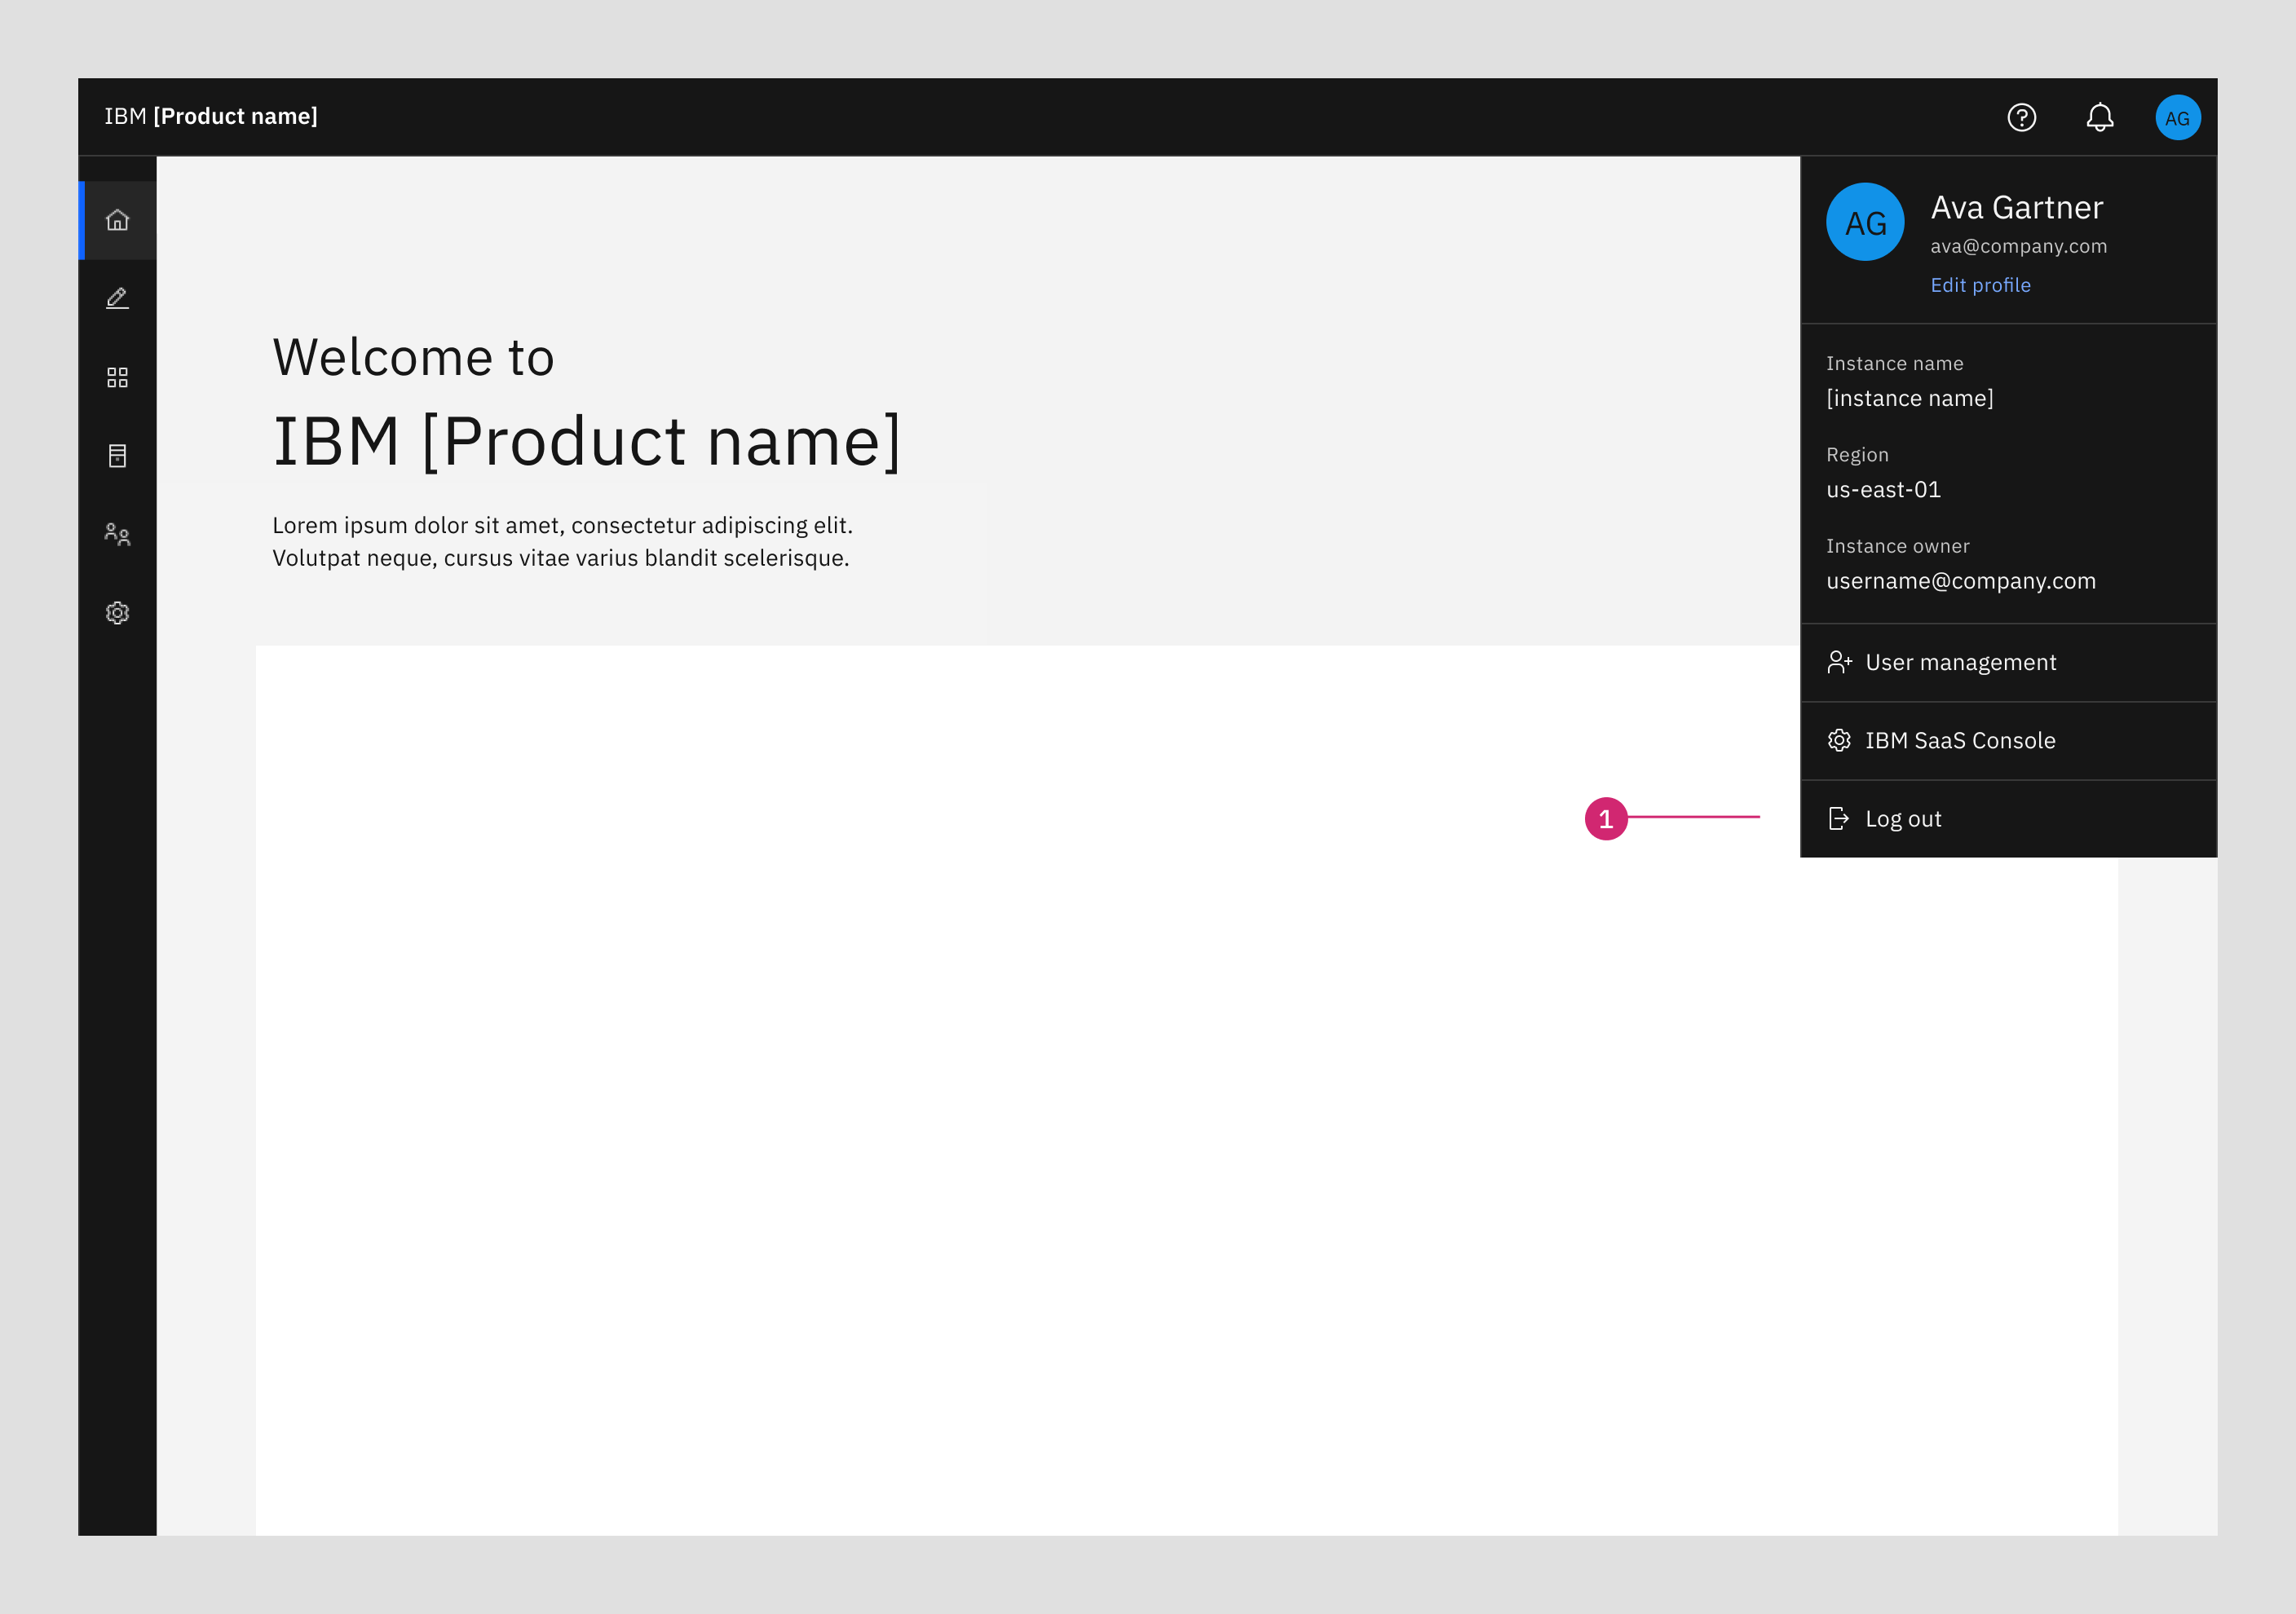 IBM [Product name]
AG
AG
Ava Gartner
ava@company.com
Edit profile
Welcome to
IBM [Product name]
Lorem ipsum dolor sit amet, consectetur adipiscing elit.
Volutpat neque, cursus vitae varius blandit scelerisque.
Instance name
[instance name]
Region
us-east-01
Instance owner
username@company.com
User management
IBM SaaS Console
1
Log out